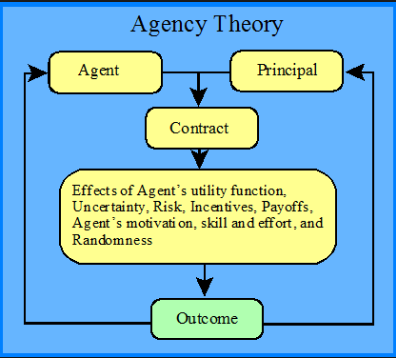 Agency Theory
Agent
Principal
Contract
Effects of Agent's utility function,
Uncertainty, Risk, Incentives, Payoffs,
Agent's motivation, skill and effort, and
Randomness
Outcome